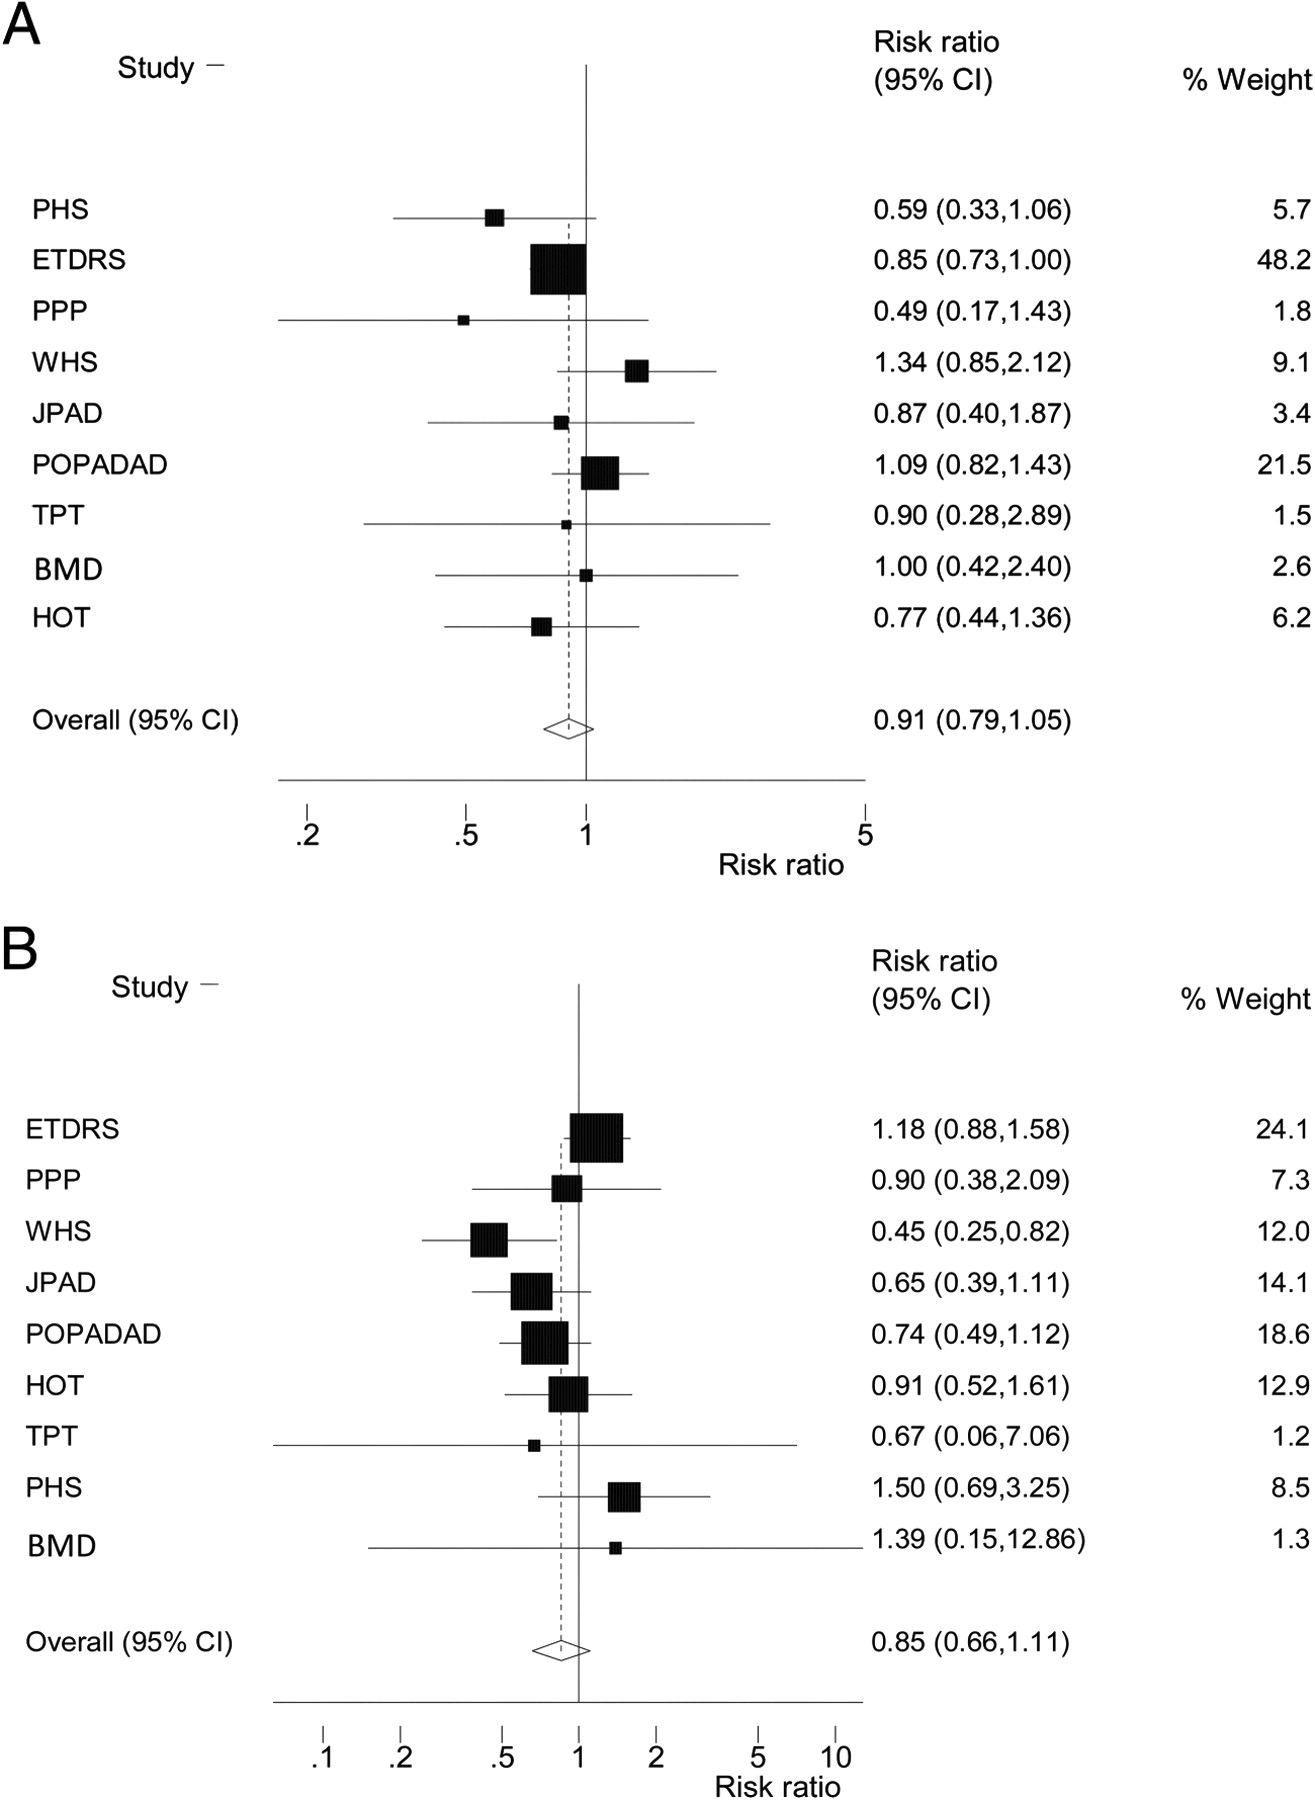 A
Study
Risk ratio
(95% CI)
% Weight
PHS 0.59 (0.33,1.06) 5.7
ETDRS 0.85 (0.73,1.00) 48.2
PPP 0.49 (0.17,1.43) 1.8
WHS 1.34 (0.85,2.12) 9.1
JPAD 0.87 (0.40,1.87) 3.4
POPADAD 1.09 (0.82,1.43) 21.5
TPT 0.90 (0.28,2.89) 1.5
BMD 1.00 (0.42,2.40) 2.6
HOT 0.77 (0.44,1.36) 6.2
Overall (95% CI) 0.91 (0.79,1.05)
.2 .5 1 5
Risk ratio
B
Study
Risk ratio
(95% CI)
% Weight
ETDRS 1.18 (0.88,1.58) 24.1
PPP 0.90 (0.38,2.09) 7.3
WHS 0.45 (0.25,0.82) 12.0
JPAD 0.65 (0.39,1.11) 14.1
POPADAD 0.74 (0.49,1.12) 18.6
HOT 0.91 (0.52,1.61) 12.9
TPT 0.67 (0.06,7.06) 1.2
PHS 1.50 (0.69,3.25) 8.5
BMD 1.39 (0.15,12.86) 1.3
Overall (95% CI) 0.85 (0.66,1.11)
.1 .2 .5 1 2 5 10
Risk ratio